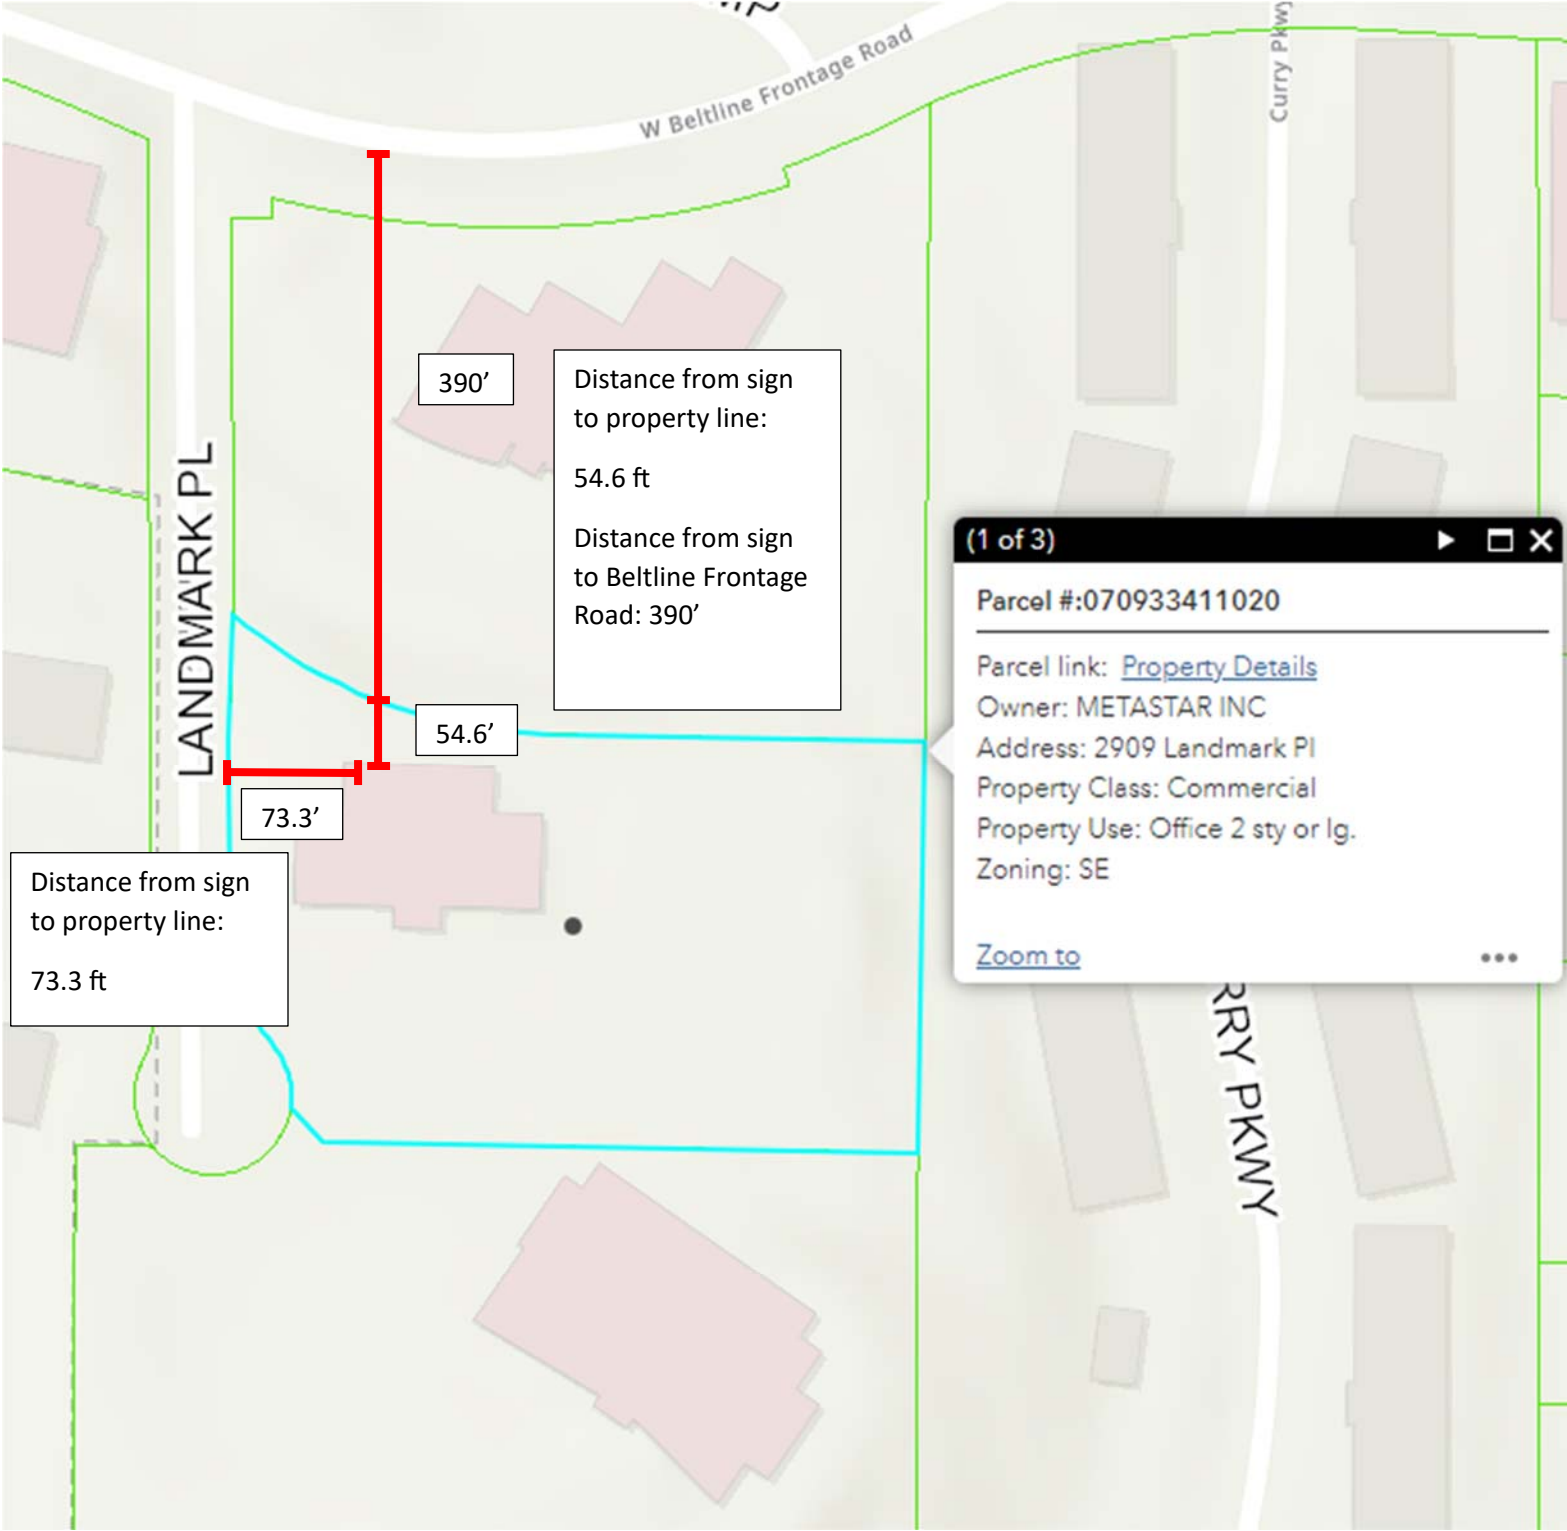 W Beltline Frontage Road
Curry Pkwy
390’
Distance from sign
to property line:
54.6 ft
Distance from sign
to Beltline Frontage
Road: 390’
LANDMARK PL
(1 of 3)
Parcel #:070933411020
Parcel link: Property Details
Owner: METASTAR INC
Address: 2909 Landmark Pl
Property Class: Commercial
Property Use: Office 2 sty or lg.
Zoning: SE
Zoom to
54.6’
73.3’
Distance from sign
to property line:
73.3 ft
RRY PKWY